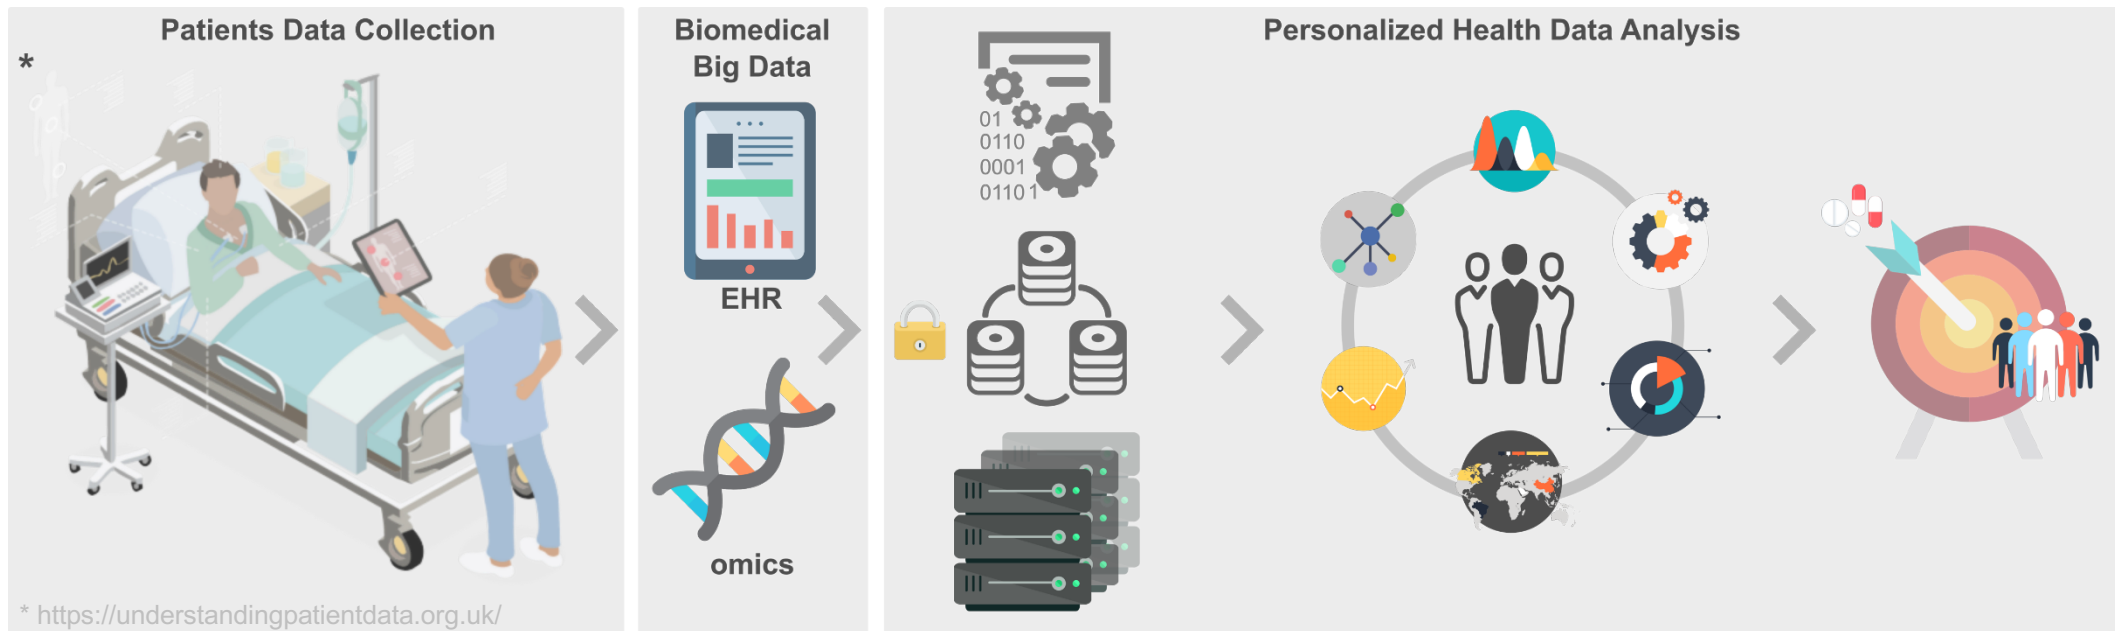 Patients Data Collection
*
* https://understandingpatientdata.org.uk/
Biomedical
Big Data
EHR
omics
Personalized Health Data Analysis
01
0110
0001
01101